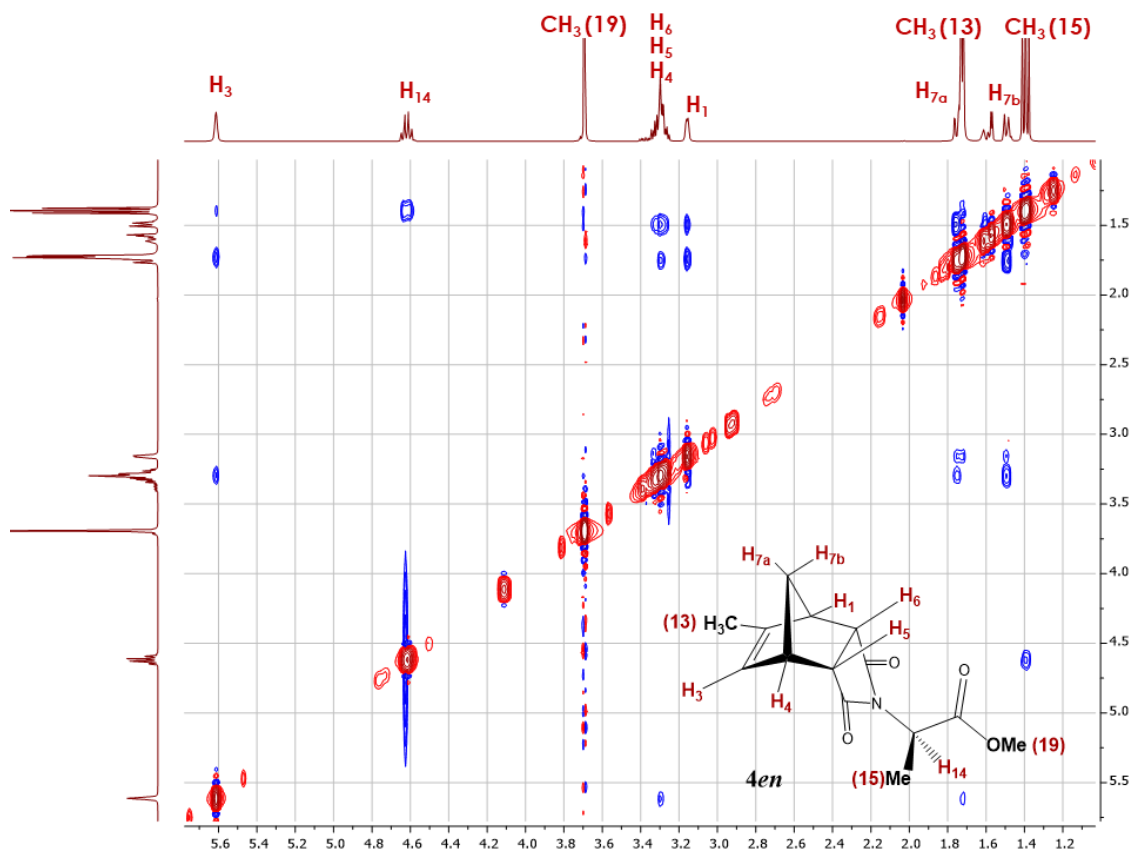 H₃
H₁₄
CH₃ (19)
H₆
H₅
H₄
H₁
CH₃ (13)
H₇ₐ
H₇b
CH₃ (15)
1.5
2.0
2.5
3.0
3.5
4.0
4.5
5.0
5.5
H₇ₐ
H₇b
H₁
H₆
(13) H₃C
H₅
O
O
H₃
H₄
N
O
OMe (19)
(15)Me
H₁₄
4en
5.6 5.4 5.2 5.0 4.8 4.6 4.4 4.2 4.0 3.8 3.6 3.4 3.2 3.0 2.8 2.6 2.4 2.2 2.0 1.8 1.6 1.4 1.2